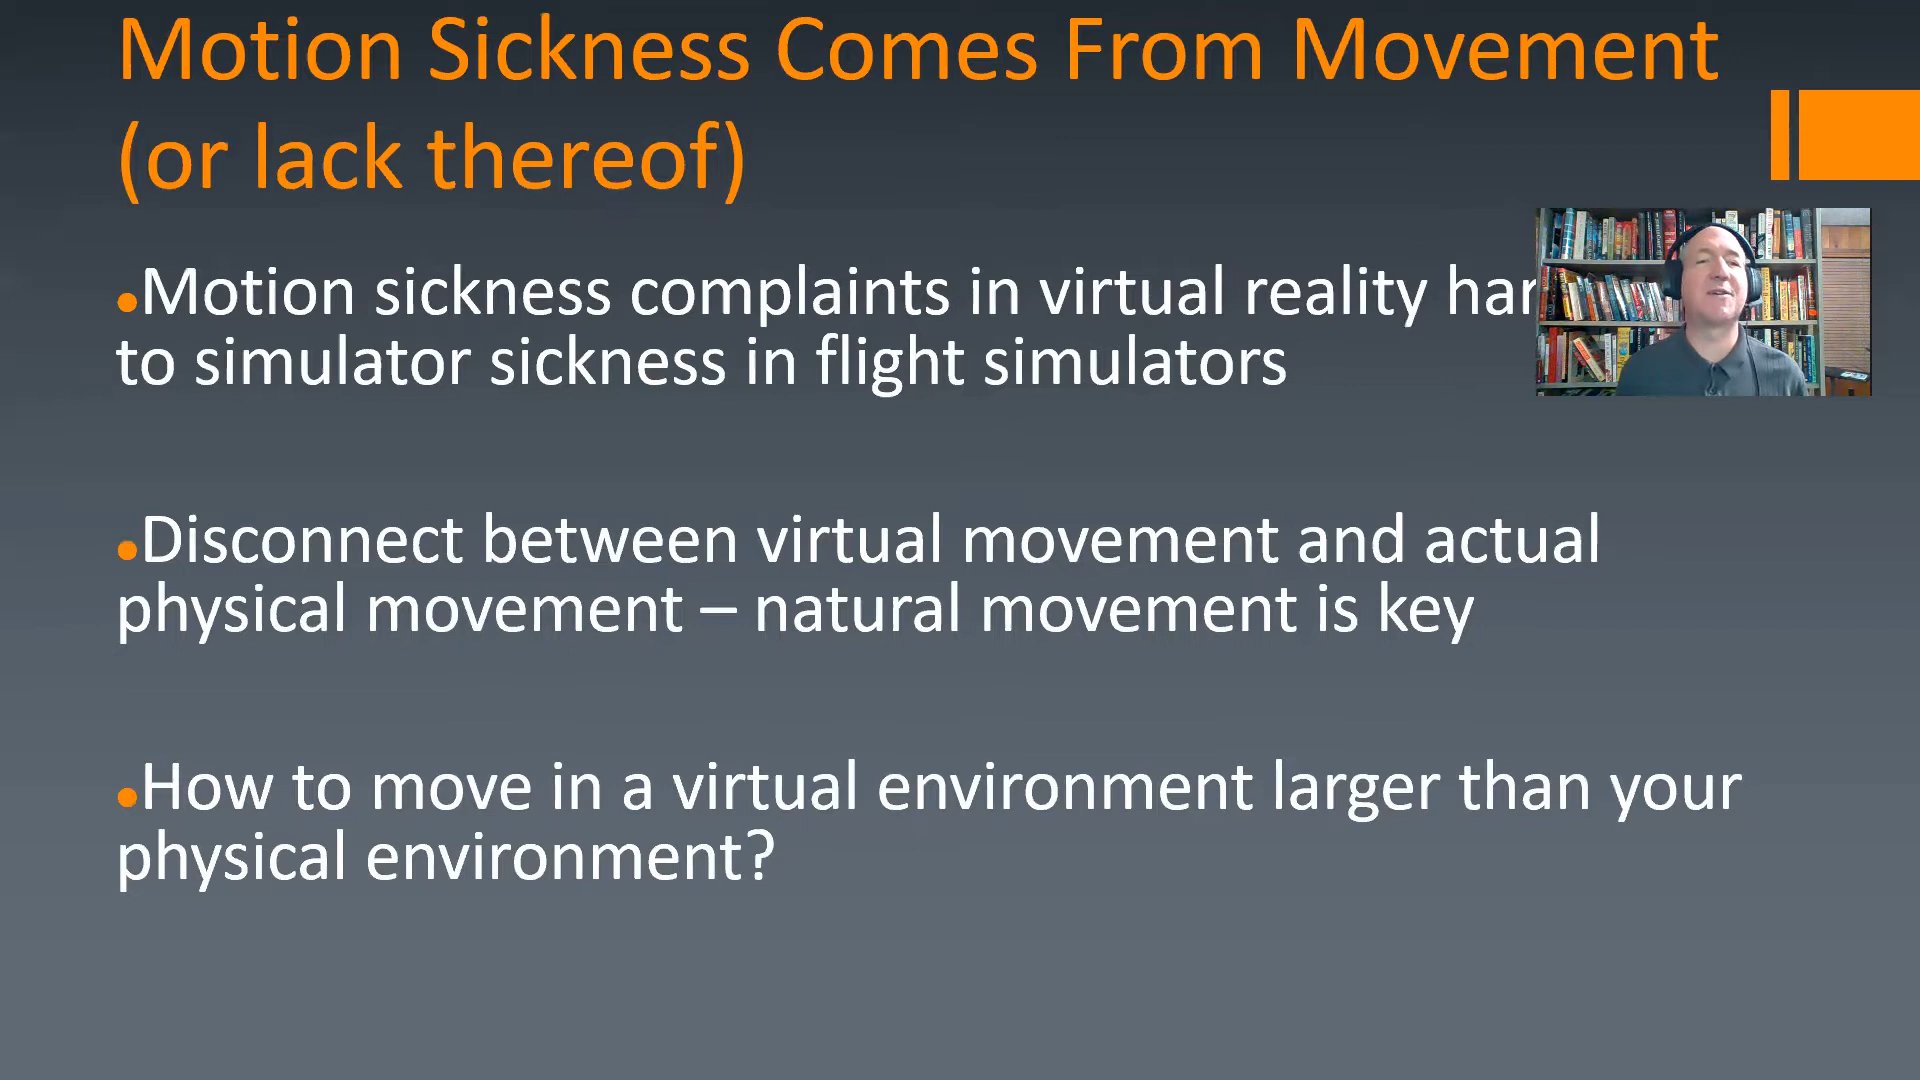 Motion Sickness Comes From Movement
(or lack thereof)
•Motion sickness complaints in virtual reality
to simulator sickness in flight simulators
•Disconnect between virtual movement and actual
physical movement – natural movement is key
•How to move in a virtual environment larger than your
physical environment?